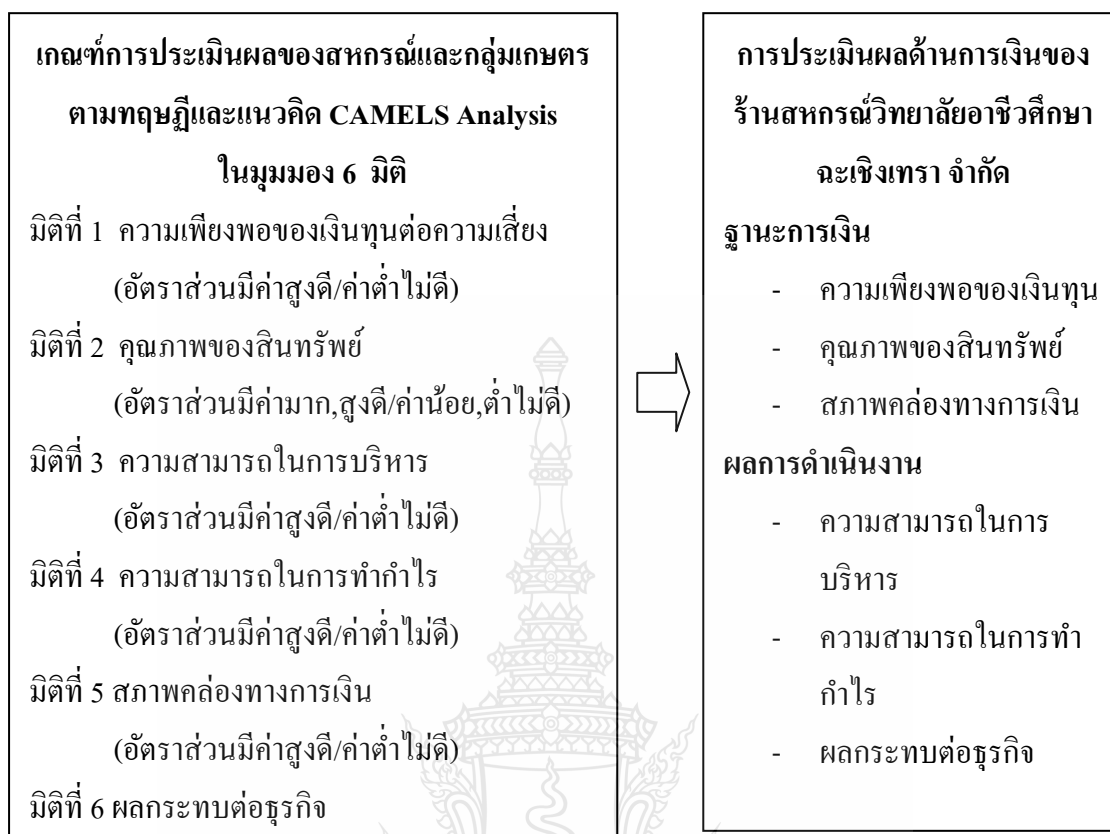 เกณฑ์การประเมินผลของสหกรณ์และกลุ่มเกษตร
ตามทฤษฎีและแนวคิด CAMELS Analysis
ในมุมมอง 6 มิติ
มิติที่ 1 ความเพียงพอของเงินทุนต่อความเสี่ยง
(อัตราส่วนมีค่าสูงดี/ค่าต่ำไม่ดี)
มิติที่ 2 คุณภาพของสินทรัพย์
(อัตราส่วนมีค่ามาก,สูงดี/ค่าน้อย,ต่ำไม่ดี)
มิติที่ 3 ความสามารถในการบริหาร
(อัตราส่วนมีค่าสูงดี/ค่าต่ำไม่ดี)
มิติที่ 4 ความสามารถในการทำกำไร
(อัตราส่วนมีค่าสูงดี/ค่าต่ำไม่ดี)
มิติที่ 5 สภาพคล่องทางการเงิน
(อัตราส่วนมีค่าสูงดี/ค่าต่ำไม่ดี)
มิติที่ 6 ผลกระทบต่อธุรกิจ
การประเมินผลด้านการเงินของ
ร้านสหกรณ์วิทยาลัยอาชีวศึกษา
ฉะเชิงเทรา จำกัด
ฐานะการเงิน
- ความเพียงพอของเงินทุน
- คุณภาพของสินทรัพย์
- สภาพคล่องทางการเงิน
ผลการดำเนินงาน
- ความสามารถในการ
บริหาร
- ความสามารถในการทำ
กำไร
- ผลกระทบต่อธุรกิจ